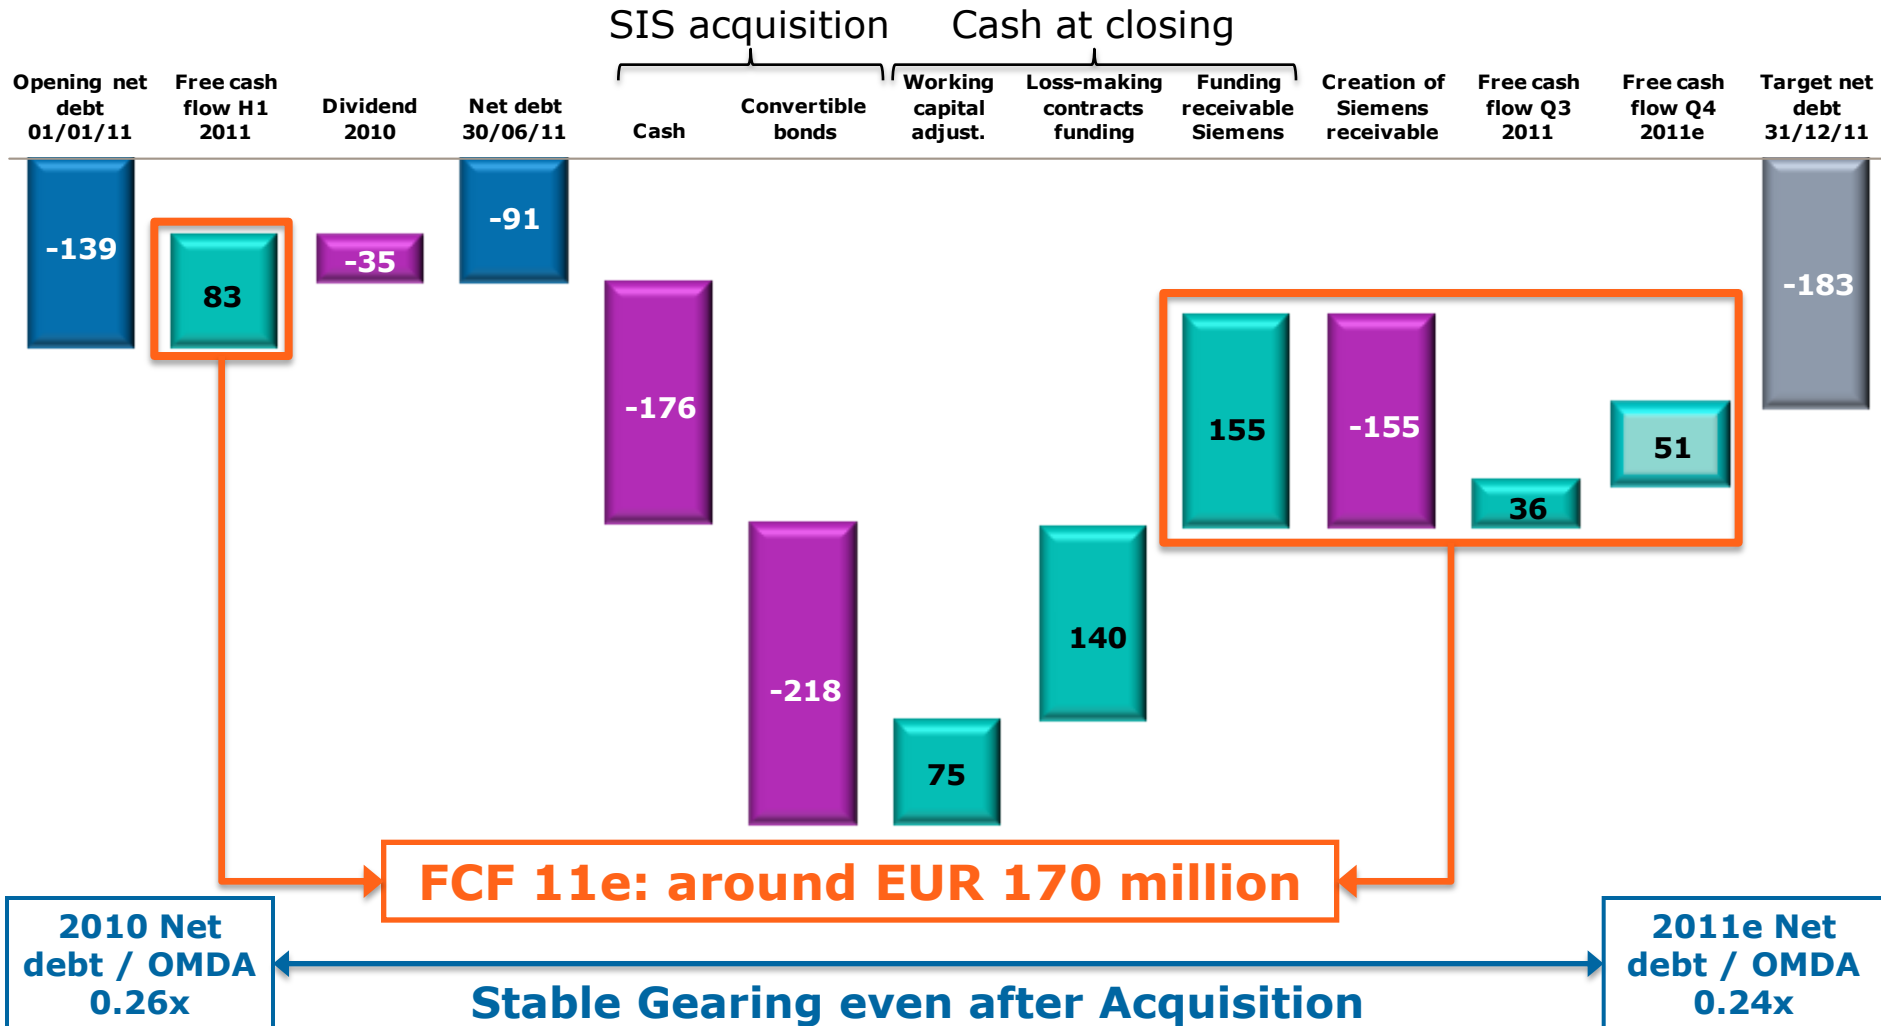 SIS acquisition
Cash at closing
Opening net
debt
01/01/11
Free cash
flow H1
2011
Dividend
2010
Net debt
30/06/11
Cash
Convertible
bonds
Working
capital
adjust.
Loss-making
contracts
funding
Funding
receivable
Siemens
Creation of
Siemens
receivable
Free cash
flow Q3
2011
Free cash
flow Q4
2011e
Target net
debt
31/12/11
-139
83
-35
-91
-176
-218
75
140
155
-155
36
51
-183
FCF 11e: around EUR 170 million
2010 Net
debt / OMDA
0.26x
Stable Gearing even after Acquisition
2011e Net
debt / OMDA
0.24x